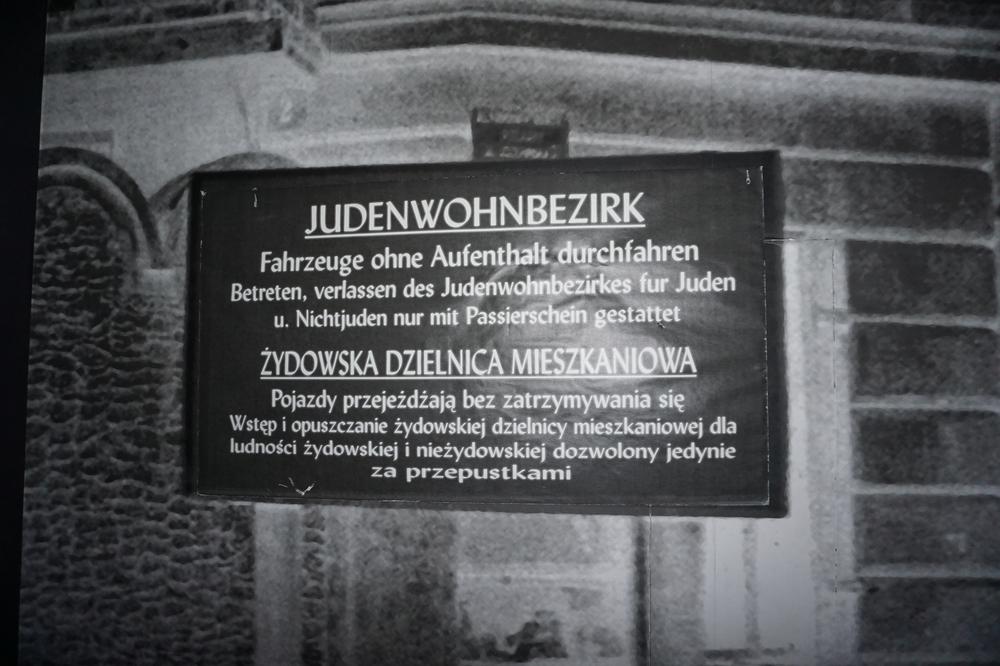 JUDENWOHNBEZIRK
Fahrzeuge ohne Aufenthalt durchfahren
Betreten, verlassen des Judenwohnbezirkes fur Juden
u. Nichtjuden nur mit Passierschein gestattet
ŻYDOWSKA DZIELNICA MIESZKANIOWA
Pojazdy przejeżdżają bez zatrzymywania się
Wstęp i opuszczanie żydowskiej dzielnicy mieszkaniowej dla
ludności żydowskiej i nieżydowskiej dozwolony jedynie
za przepustkami